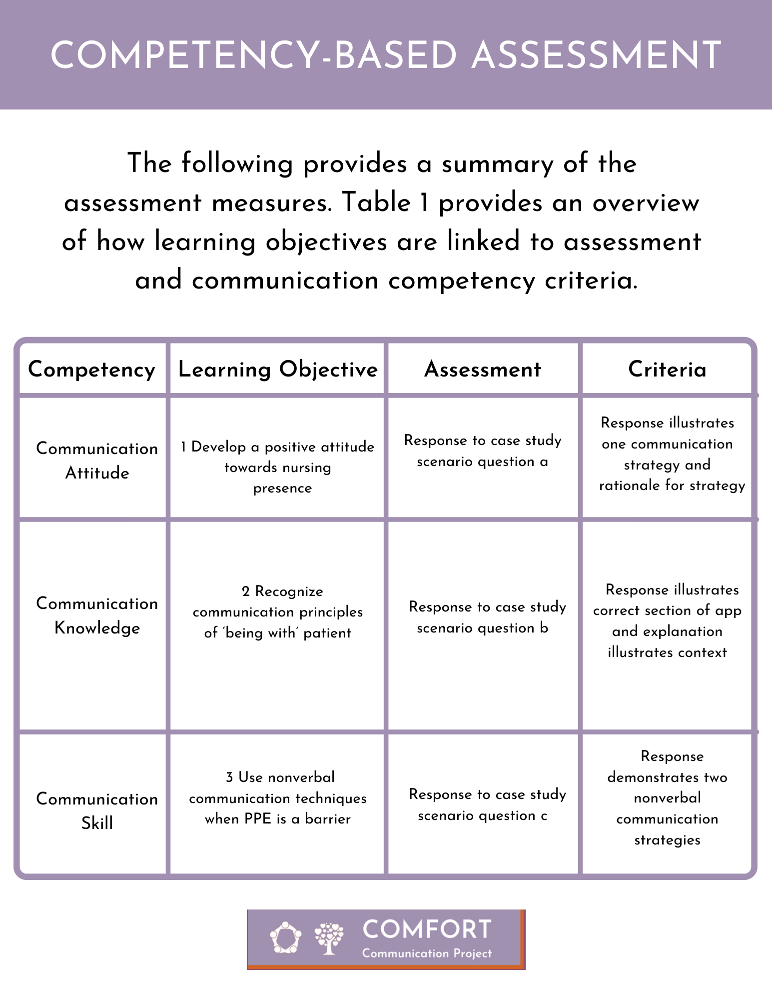 COMPETENCY-BASED ASSESSMENT
The following provides a summary of the
assessment measures. Table 1 provides an overview
of how learning objectives are linked to assessment
and communication competency criteria.
Competency
Learning Objective
Assessment
Criteria
Communication
Attitude
1 Develop a positive attitude
towards nursing
presence
Response to case study
scenario question a
Response illustrates
one communication
strategy and
rationale for strategy
Communication
Knowledge
2 Recognize
communication principles
of ‘being with’ patient
Response to case study
scenario question b
Response illustrates
correct section of app
and explanation
illustrates context
Communication
Skill
3 Use nonverbal
communication techniques
when PPE is a barrier
Response to case study
scenario question c
Response
demonstrates two
nonverbal
communication
strategies
COMFORT
Communication Project